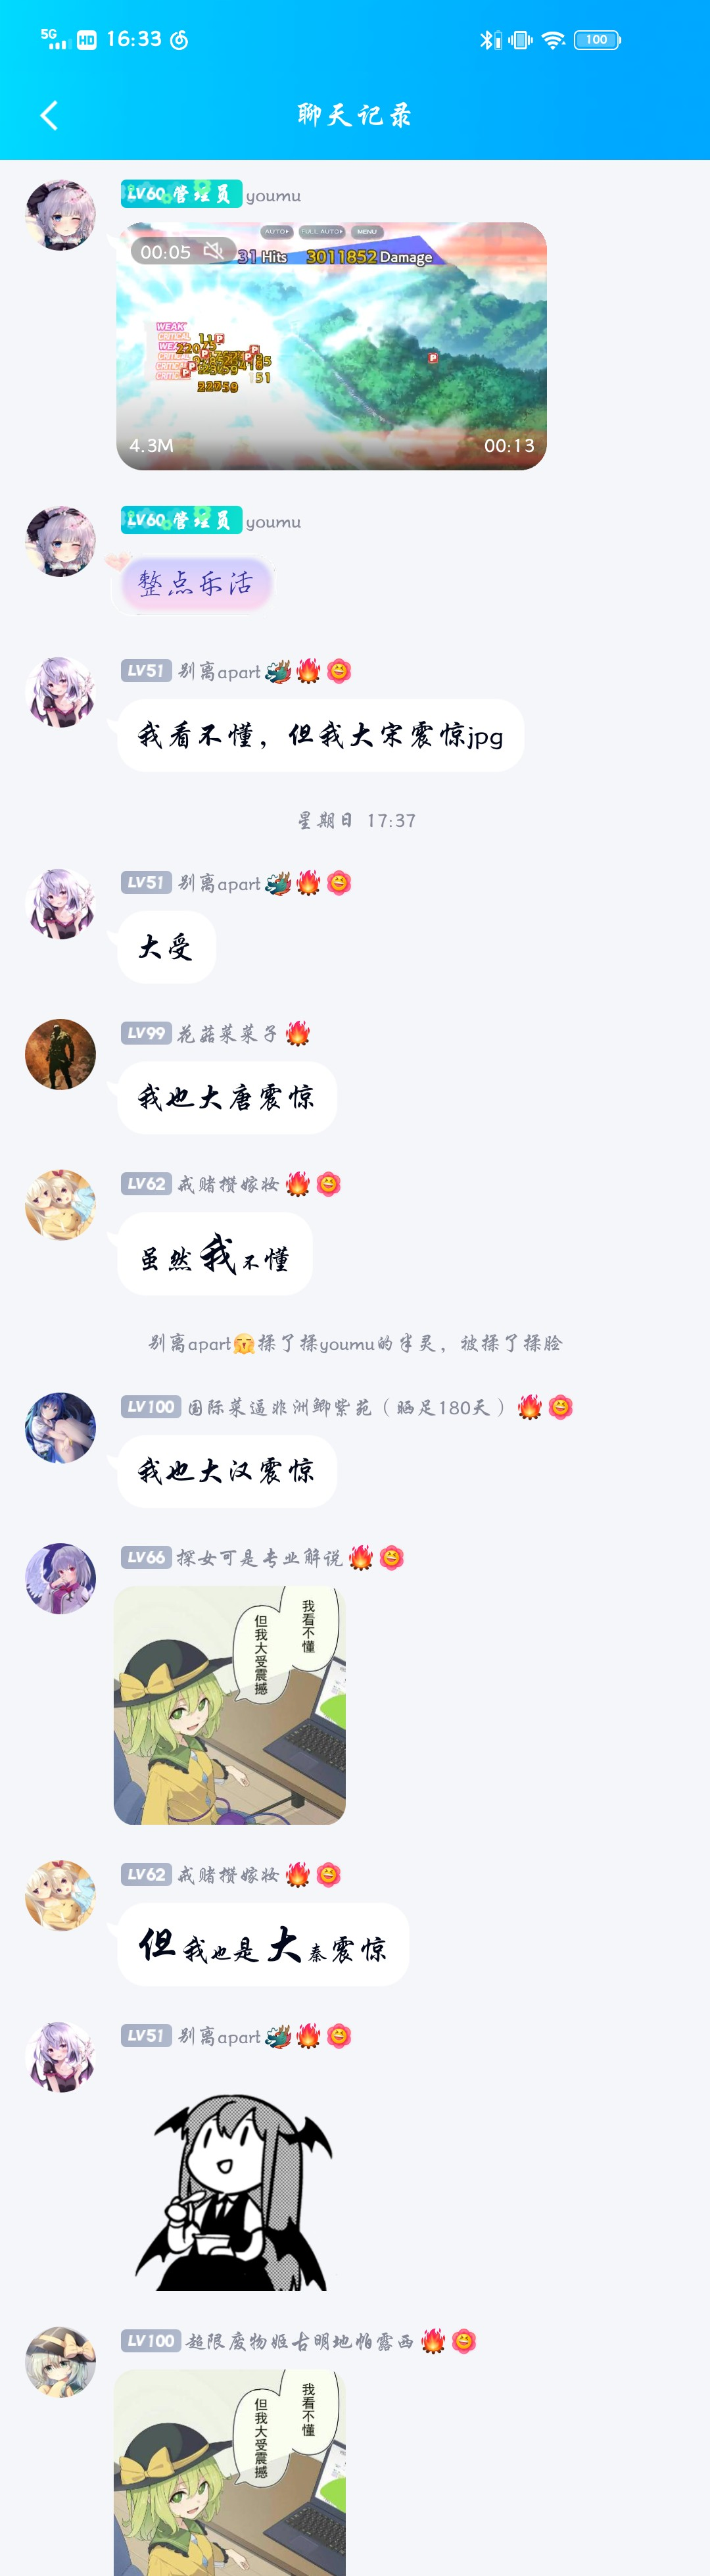 5G HD 16:33 100
聊天记录
LV60 管理员 youmu
AUTO FULL AUTO MENU
00:05 31 Hits 3011852 Damage
WEAK
CRITICAL
WEAK
CRITICAL
CRITICAL
CRITICAL
51
22759
4.3M 00:13
LV60 管理员 youmu
整点乐活
LV51 别离apart
我看不懂，但我大宋震惊jpg
星期日 17:37
LV51 别离apart
大受
LV99 花菇菜菜子
我也大唐震惊
LV62 戒赌攒嫁妆
虽然我不懂
别离apart揉了揉youmu的半灵，被揉了揉脸
LV100 国际菜逼非洲鲫紫苑（晒足180天）
我也大汉震惊
LV66 探女可是专业解说
我看不懂
但我大受震撼
LV62 戒赌攒嫁妆
但我也是大秦震惊
LV51 别离apart
LV100 超限废物姬古明地帕露西
我看不懂
但我大受震撼